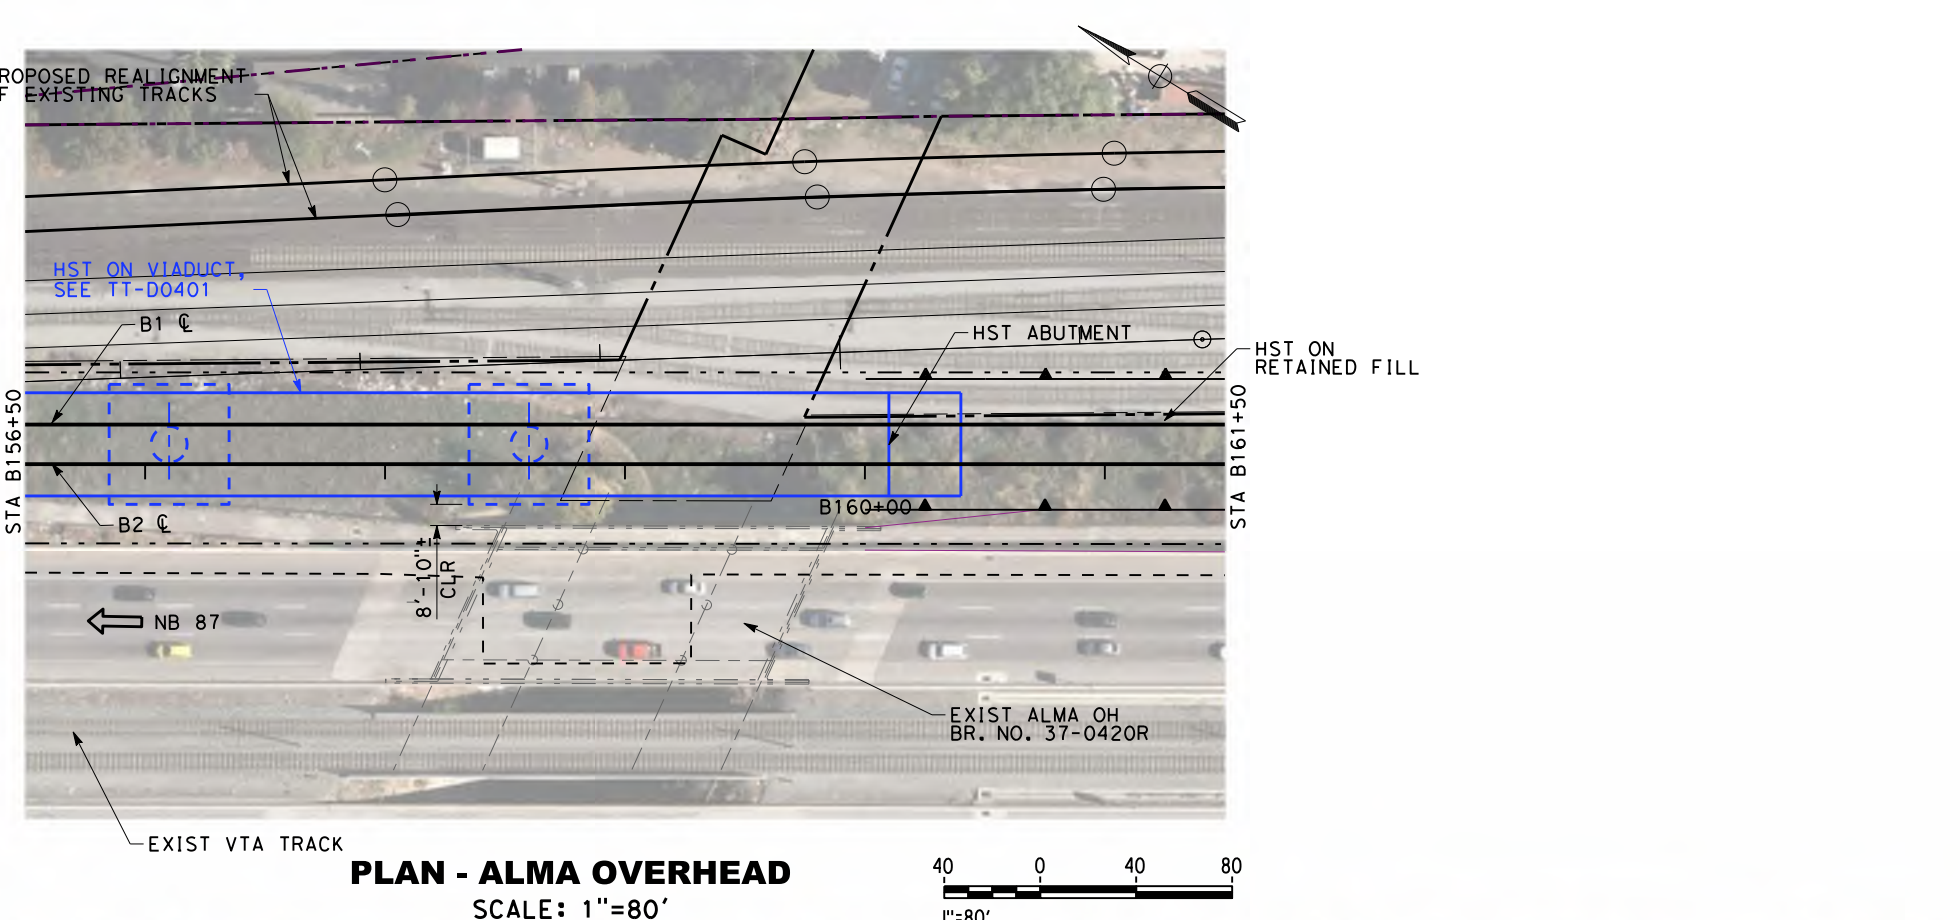 ROPOSED REALIGNMENT
F EXISTING TRACKS
HST ON VIADUCT,
SEE TT-D0401
B1 ℄
HST ABUTMENT
HST ON
RETAINED FILL
STA B156+50
STA B161+50
B2 ℄
B160+00
8'-10"±
CLR
NB 87
EXIST ALMA OH
BR. NO. 37-0420R
EXIST VTA TRACK
PLAN - ALMA OVERHEAD
SCALE: 1"=80'
40 0 40 80
1"=80'